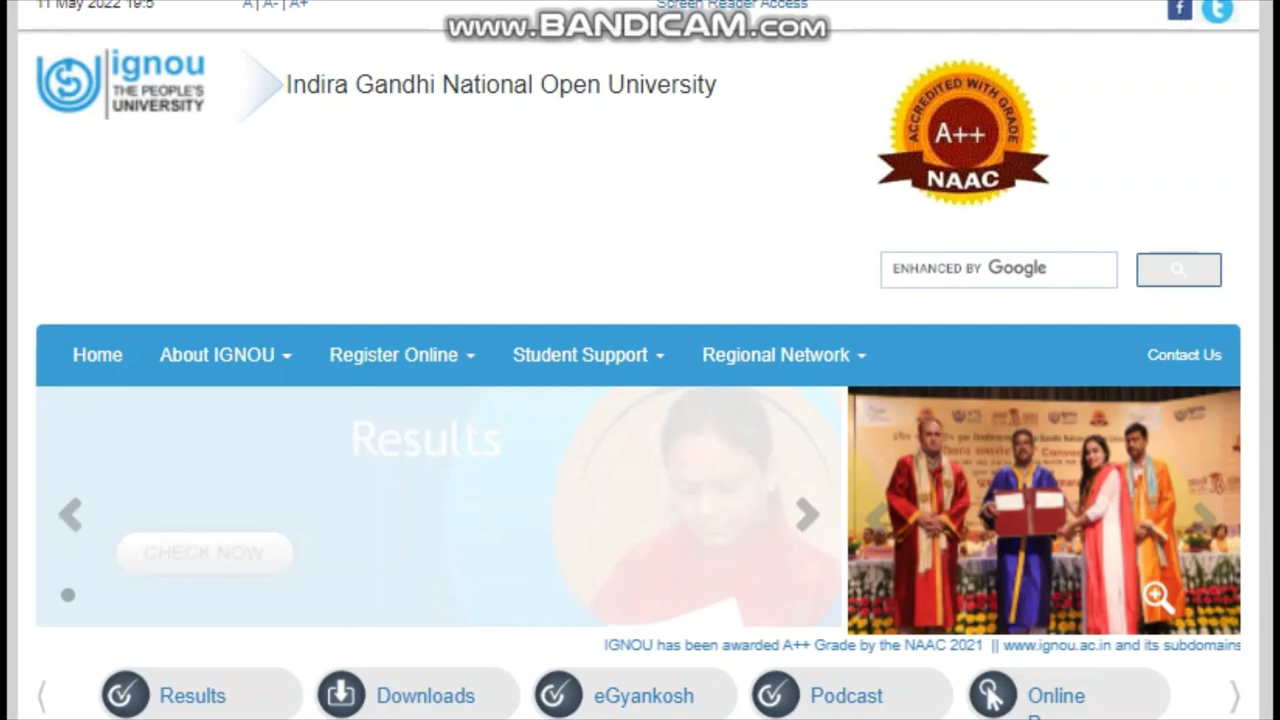 11 May 2022 19:5
A | A- | A+
Screen Reader Access
www.BANDICAM.com
ignou
THE PEOPLE'S
UNIVERSITY
Indira Gandhi National Open University
ACCREDITED WITH GRADE
A++
NAAC
ENHANCED BY Google
Home
About IGNOU
Register Online
Student Support
Regional Network
Contact Us
Results
CHECK NOW
IGNOU has been awarded A++ Grade by the NAAC 2021 || www.ignou.ac.in and its subdomains
Results
Downloads
eGyankosh
Podcast
Online